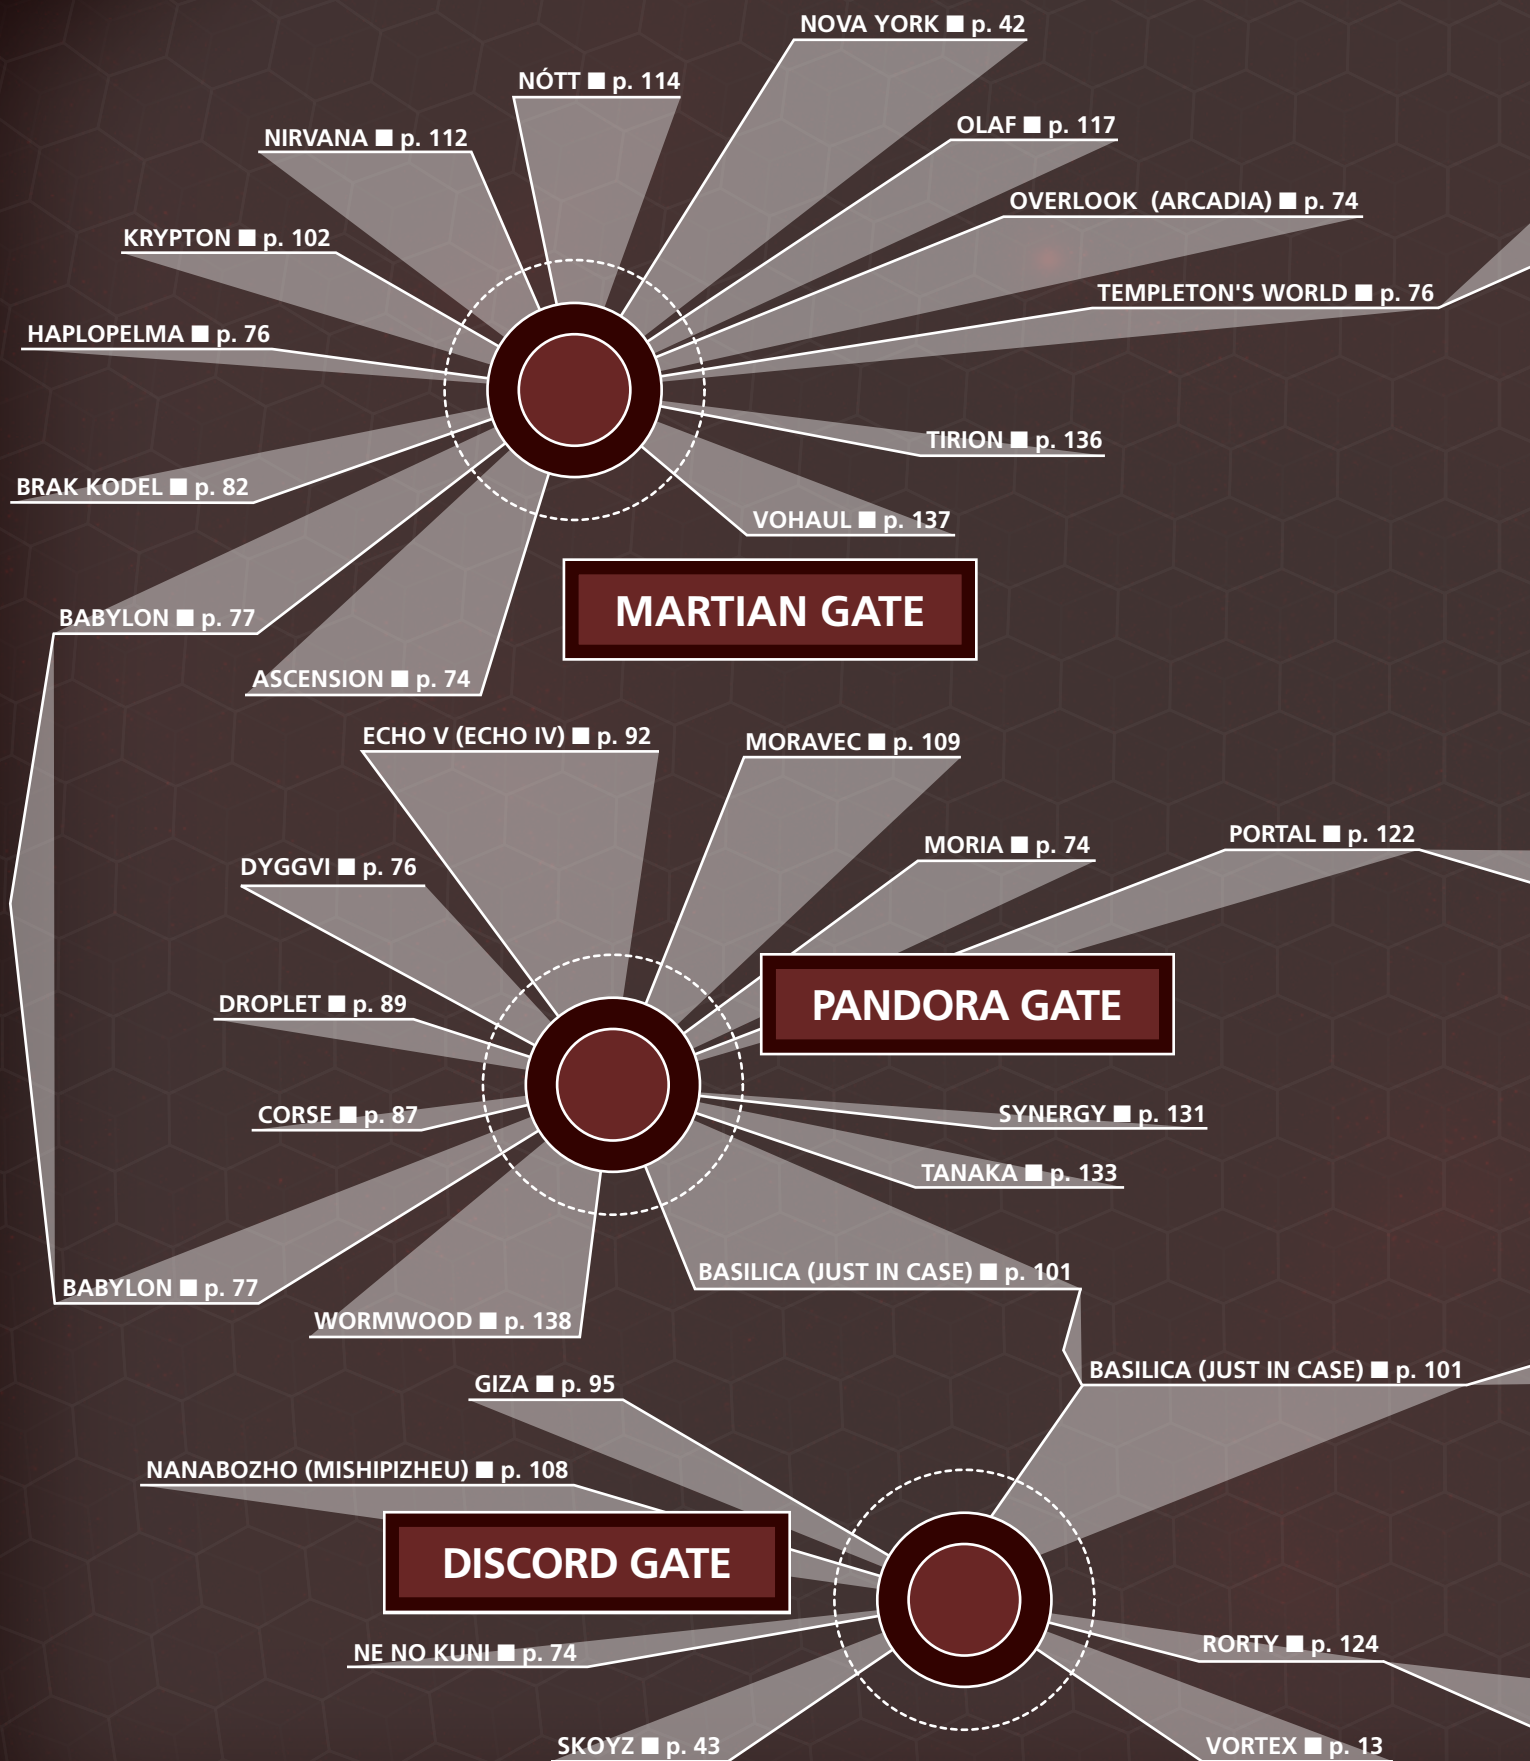 NOVA YORK ■ p. 42
NÓTT ■ p. 114
OLAF ■ p. 117
NIRVANA ■ p. 112
OVERLOOK (ARCADIA) ■ p. 74
KRYPTON ■ p. 102
TEMPLETON'S WORLD ■ p. 76
HAPLOPELMA ■ p. 76
TIRION ■ p. 136
BRAK KODEL ■ p. 82
VOHAUL ■ p. 137
MARTIAN GATE
BABYLON ■ p. 77
ASCENSION ■ p. 74
ECHO V (ECHO IV) ■ p. 92
MORAVEC ■ p. 109
PORTAL ■ p. 122
MORIA ■ p. 74
DYGGVI ■ p. 76
DROPLET ■ p. 89
PANDORA GATE
CORSE ■ p. 87
SYNERGY ■ p. 131
TANAKA ■ p. 133
BASILICA (JUST IN CASE) ■ p. 101
BABYLON ■ p. 77
WORMWOOD ■ p. 138
BASILICA (JUST IN CASE) ■ p. 101
GIZA ■ p. 95
NANABOZHO (MISHIPIZHEU) ■ p. 108
DISCORD GATE
NE NO KUNI ■ p. 74
RORTY ■ p. 124
SKOYZ ■ p. 43
VORTEX ■ p. 13